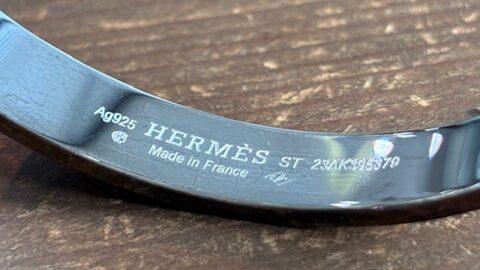 Ag925 HERMÈS ST 23AK395379
Made in France